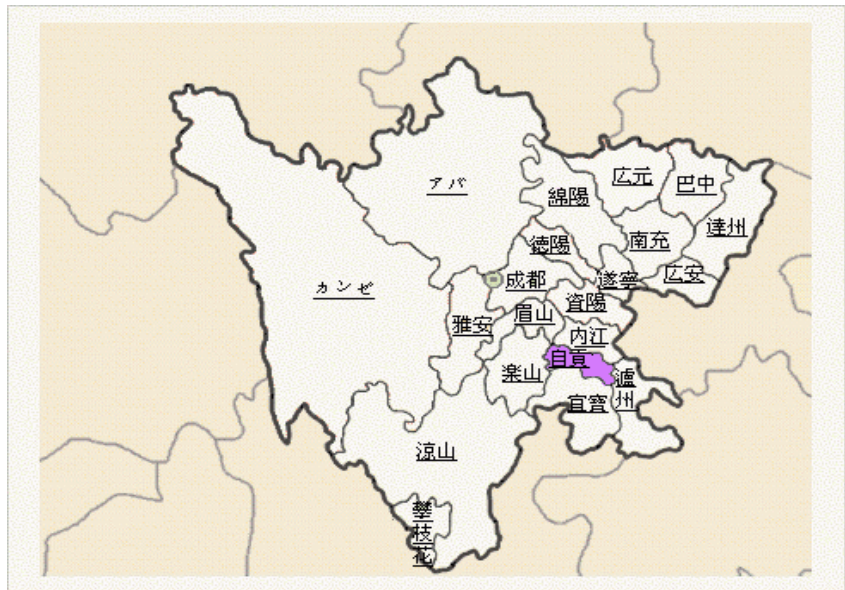 アバ
綿陽
広元
巴中
達州
南充
徳陽
カンゼ
成都
遂寧
広安
資陽
雅安
眉山
内江
自貢
楽山
瀘州
宜賓
涼山
攀枝花